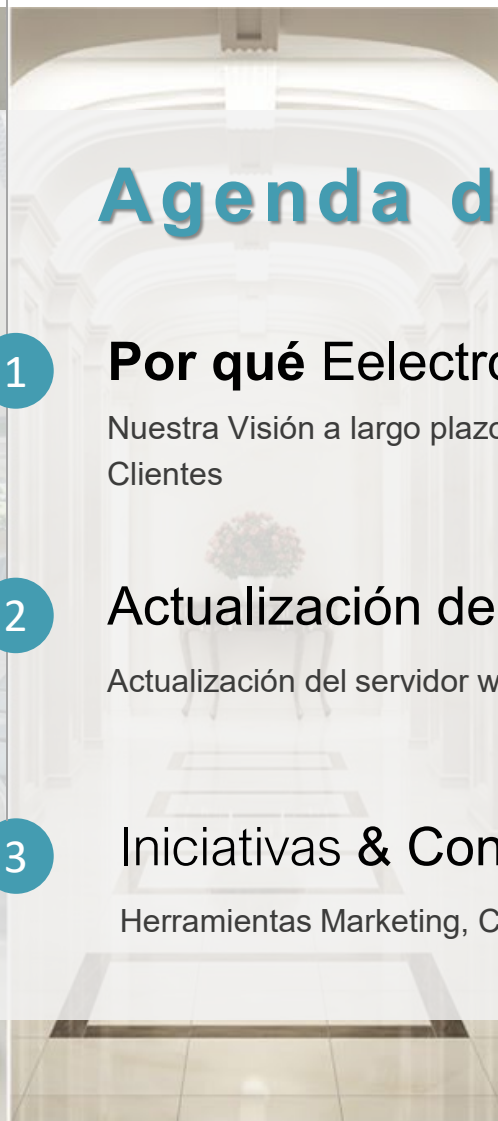 Agenda d
1
Por qué Eelectro
Nuestra Visión a largo plazo
Clientes
2
Actualización de
Actualización del servidor w
3
Iniciativas & Con
Herramientas Marketing, C